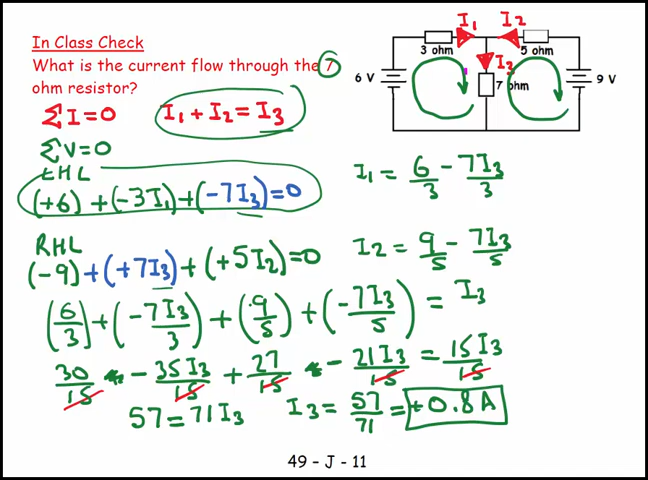 In Class Check
What is the current flow through the 7
ohm resistor?
ΣI=0
I₁+I₂=I₃
ΣV=0
LHL
(+6)+(-3I₁)+(-7I₃)=0
RHL
(-9)+(+7I₃)+(+5I₂)=0
I₁ I₂
3 ohm 5 ohm
I₃
6 V 7 ohm 9 V
I₁ = 6/3 - 7I₃/3
I₂ = 9/5 - 7I₃/5
(6/3)+(-7I₃/3)+(9/5)+(-7I₃/5) = I₃
30/15 - 35I₃/15 + 27/15 - 21I₃/15 = 15I₃/15
57=71I₃ I₃ = 57/71 = +0.8A
49 - J - 11